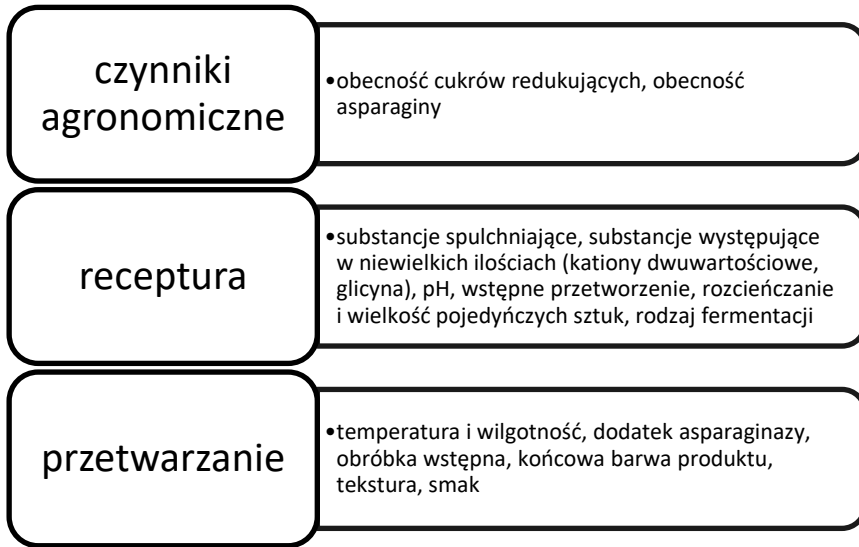 czynniki
agronomiczne
•obecność cukrów redukujących, obecność
asparaginy
receptura
•substancje spulchniające, substancje występujące
w niewielkich ilościach (kationy dwuwartościowe,
glicyna), pH, wstępne przetworzenie, rozcieńczanie
i wielkość pojedyńczych sztuk, rodzaj fermentacji
przetwarzanie
•temperatura i wilgotność, dodatek asparaginazy,
obróbka wstępna, końcowa barwa produktu,
tekstura, smak